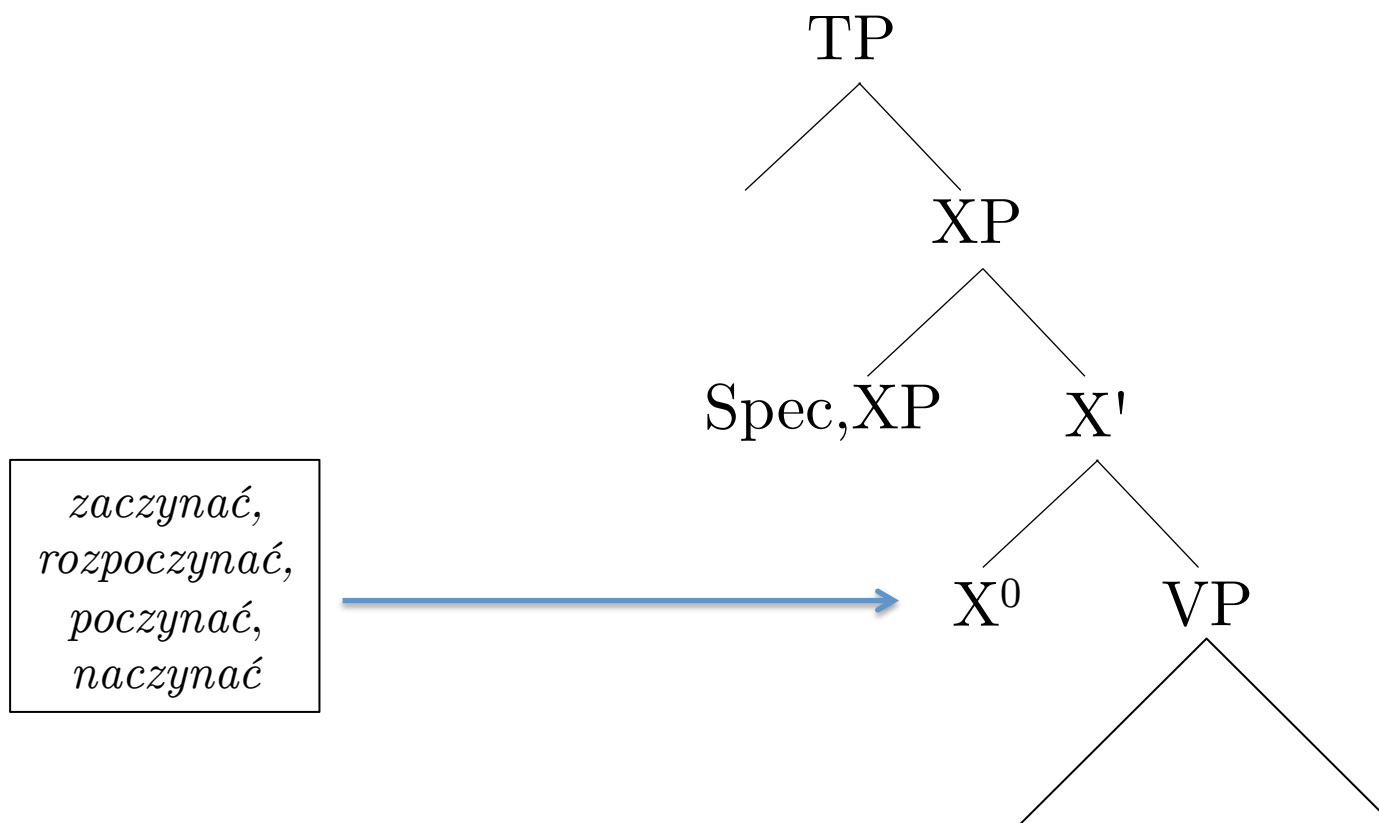 TP
XP
Spec,XP X'
zaczynać,
rozpoczynać,
poczynać,
naczynać
X⁰ VP